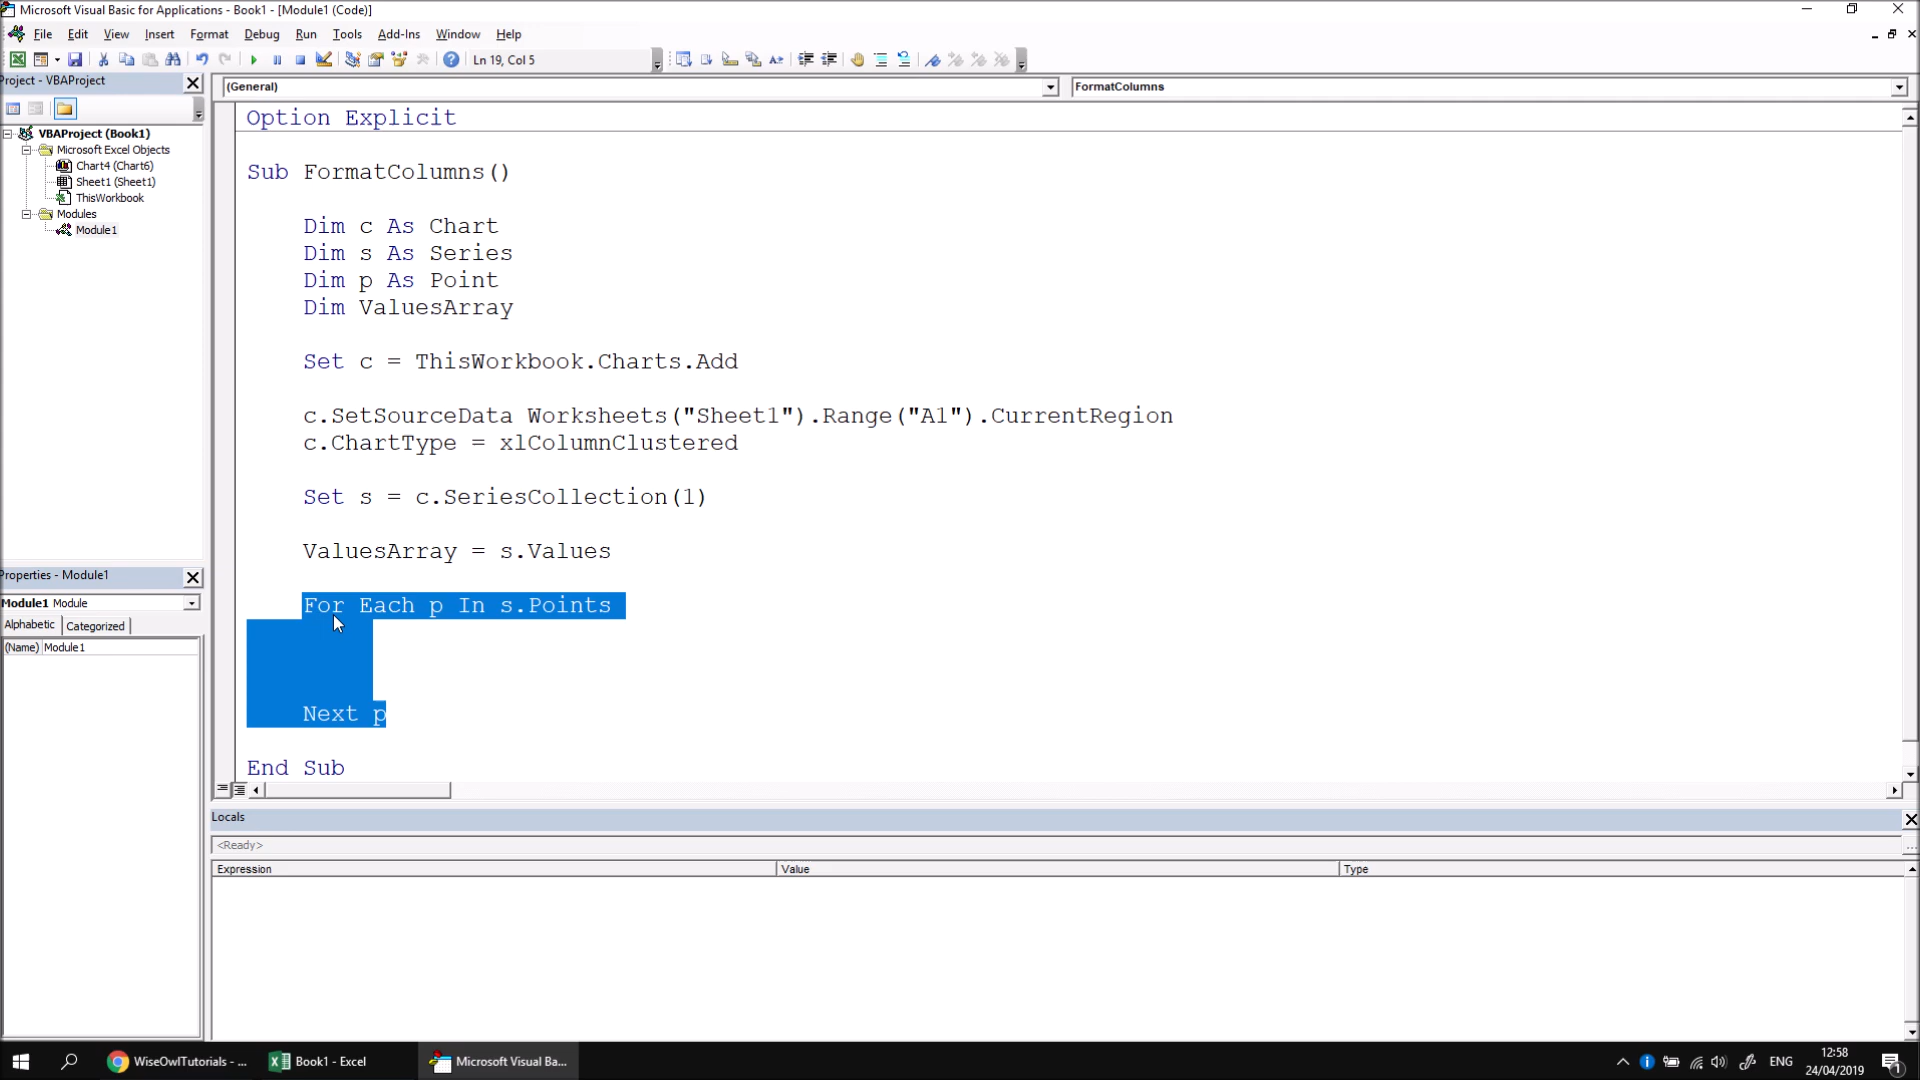 Microsoft Visual Basic for Applications - Book1 - [Module1 (Code)]
File Edit View Insert Format Debug Run Tools Add-Ins Window Help
Ln 19, Col 5
Project - VBAProject
(General)
FormatColumns
VBAProject (Book1)
Microsoft Excel Objects
Chart4 (Chart6)
Sheet1 (Sheet1)
ThisWorkbook
Modules
Module1
Option Explicit
Sub FormatColumns()
Dim c As Chart
Dim s As Series
Dim p As Point
Dim ValuesArray
Set c = ThisWorkbook.Charts.Add
c.SetSourceData Worksheets("Sheet1").Range("A1").CurrentRegion
c.ChartType = xlColumnClustered
Set s = c.SeriesCollection(1)
ValuesArray = s.Values
For Each p In s.Points
Next p
End Sub
Properties - Module1
Module1 Module
Alphabetic Categorized
(Name) Module1
Locals
<Ready>
Expression Value Type
WiseOwlTutorials - ...
Book1 - Excel
Microsoft Visual Ba...
ENG
12:58
24/04/2019
1